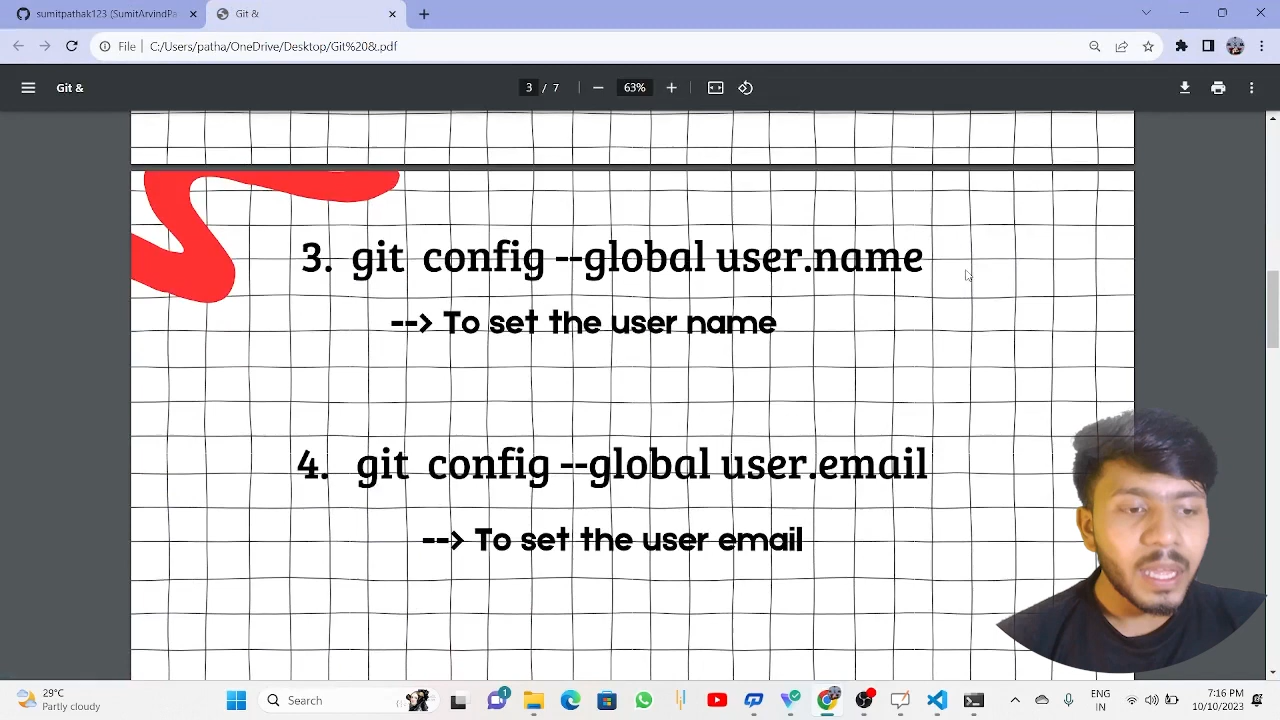 sumitpathak123 (SumitArvindPa
Git &
File
C:/Users/patha/OneDrive/Desktop/Git%20&.pdf
Git &
3 / 7
63%
3. git config --global user.name
--> To set the user name
4. git config --global user.email
--> To set the user email
29°C
Partly cloudy
Search
1
ENG
IN
7:16 PM
10/10/2023